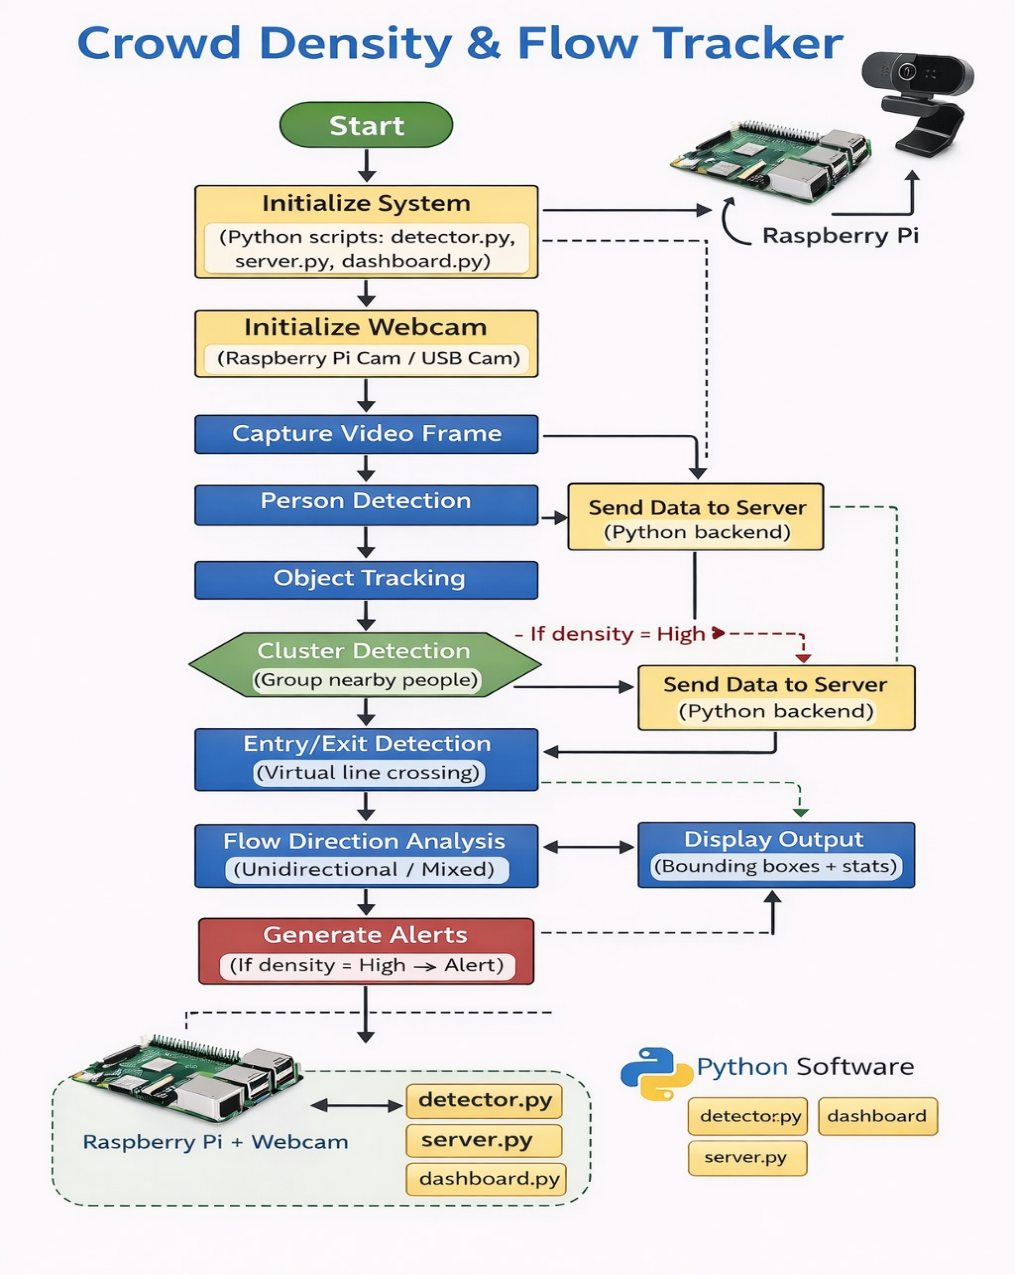 Crowd Density & Flow Tracker
Start
Initialize System
(Python scripts: detector.py,
server.py, dashboard.py)
Raspberry Pi
Initialize Webcam
(Raspberry Pi Cam / USB Cam)
Capture Video Frame
Person Detection
Send Data to Server
(Python backend)
Object Tracking
- If density = High
Cluster Detection
(Group nearby people)
Send Data to Server
(Python backend)
Entry/Exit Detection
(Virtual line crossing)
Flow Direction Analysis
(Unidirectional / Mixed)
Display Output
(Bounding boxes + stats)
Generate Alerts
(If density = High → Alert)
Raspberry Pi + Webcam
detector.py
server.py
dashboard.py
Python Software
detector.py
dashboard
server.py